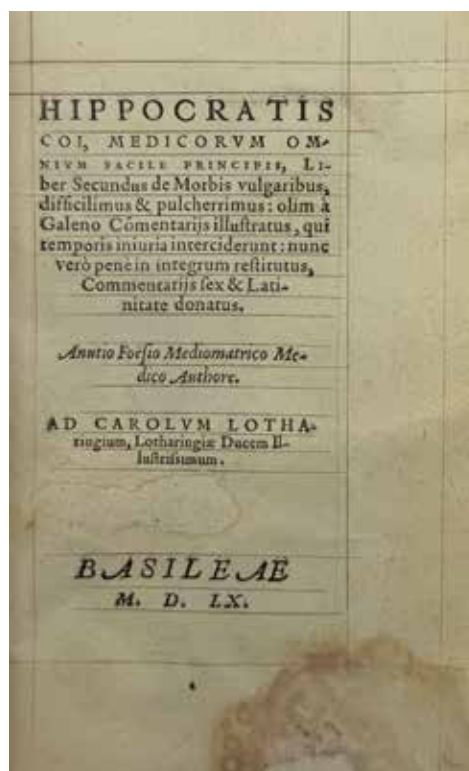 HIPPOCRATIS
COI, MEDICORVM OM-
NIVM FACILE PRINCIPIS, LI-
ber Secundus de Morbis vulgaribus,
difficilimus & pulcherrimus: olim à
Galeno Cõmentarijs illuſtratus, qui
temporis iniuria interciderunt: nunc
verò penè in integrum reſtitutus,
Commentarijs ſex & Lati-
nitate donatus.
Anutio Foeſio Mediomatrico Me-
dico Authore.
AD CAROLVM LOTHA-
ringium, Lotharingiæ Ducem Il-
luſtriſsimum.
BASILEAE
M. D. LX.